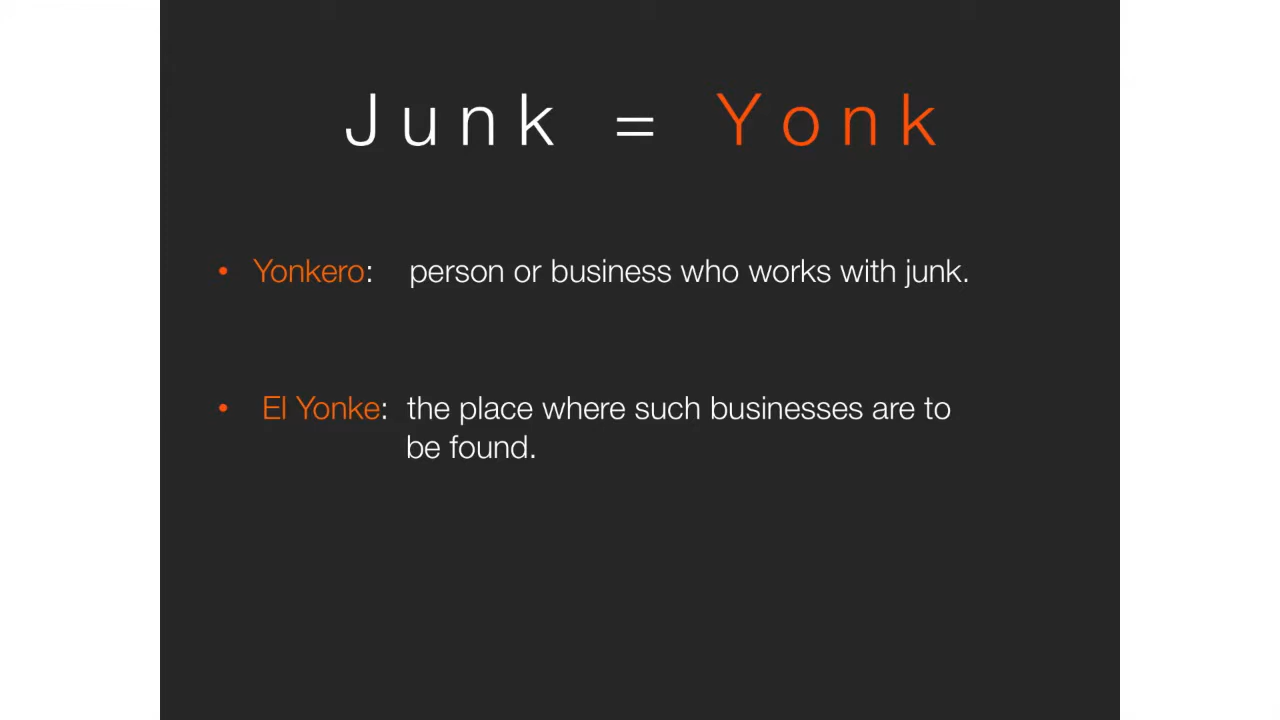 Junk = Yonk
• Yonkero: person or business who works with junk.
• El Yonke: the place where such businesses are to
be found.